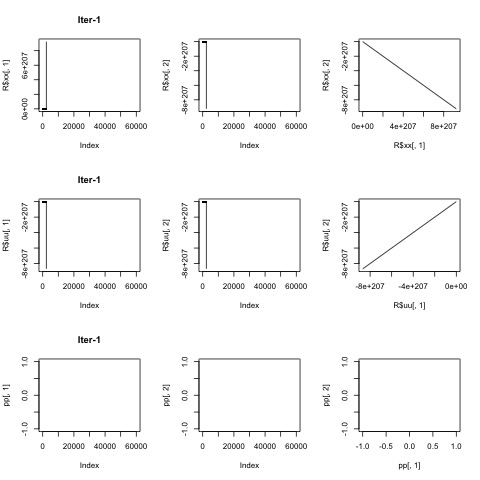 Iter-1
R$xx[, 1]
0e+00 6e+207
0 20000 40000 60000
Index
R$xx[, 2]
-8e+207 -2e+207
0 20000 40000 60000
Index
R$xx[, 2]
-8e+207 -2e+207
0e+00 4e+207 8e+207
R$xx[, 1]
Iter-1
R$uu[, 1]
-8e+207 -2e+207
0 20000 40000 60000
Index
R$uu[, 2]
-8e+207 -2e+207
0 20000 40000 60000
Index
R$uu[, 2]
-8e+207 -2e+207
-8e+207 -4e+207 0e+00
R$uu[, 1]
Iter-1
pp[, 1]
-1.0 0.0 1.0
0 20000 40000 60000
Index
pp[, 2]
-1.0 0.0 1.0
0 20000 40000 60000
Index
pp[, 2]
-1.0 0.0 1.0
-1.0 -0.5 0.0 0.5 1.0
pp[, 1]